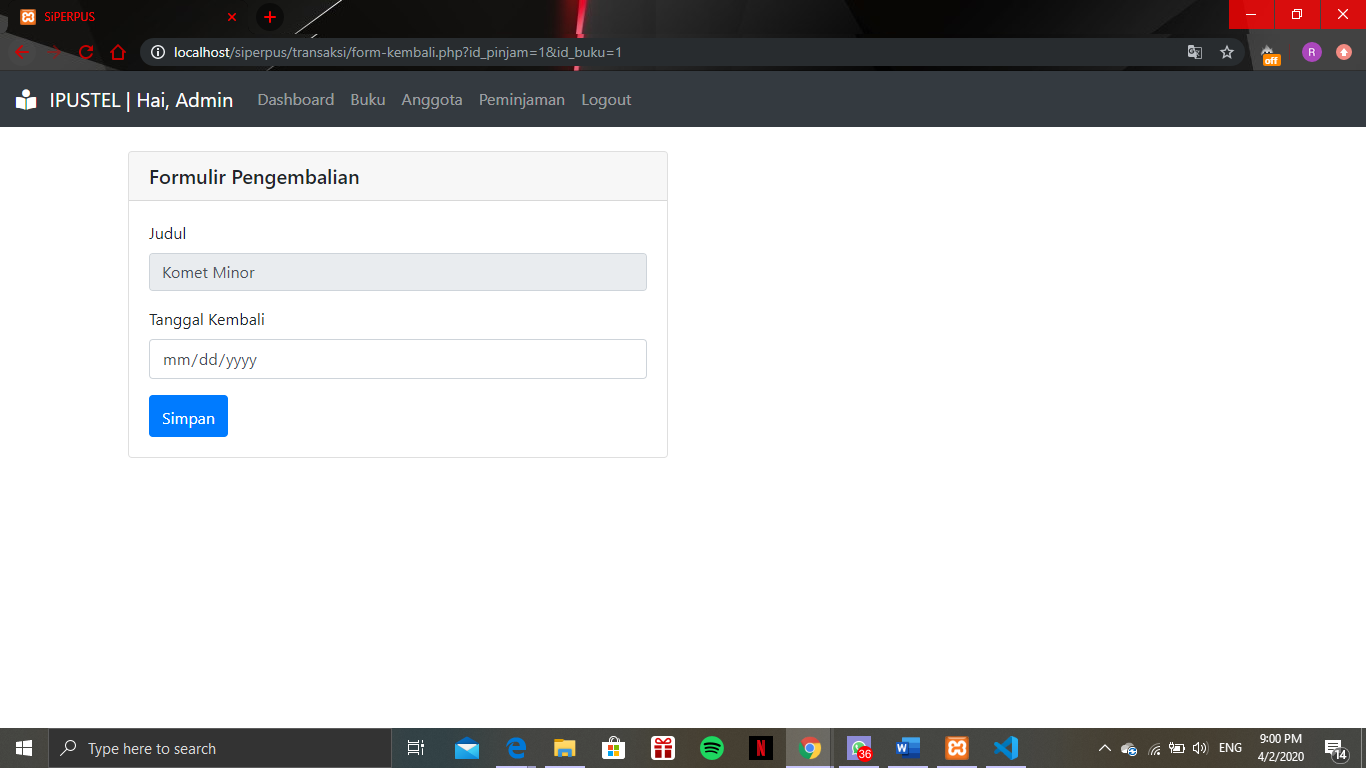 SiPERPUS
localhost/siperpus/transaksi/form-kembali.php?id_pinjam=1&id_buku=1
off
R
IPUSTEL | Hai, Admin Dashboard Buku Anggota Peminjaman Logout
Formulir Pengembalian
Judul
Komet Minor
Tanggal Kembali
mm/dd/yyyy
Simpan
Type here to search
N
36
W
ENG
9:00 PM
4/2/2020
14